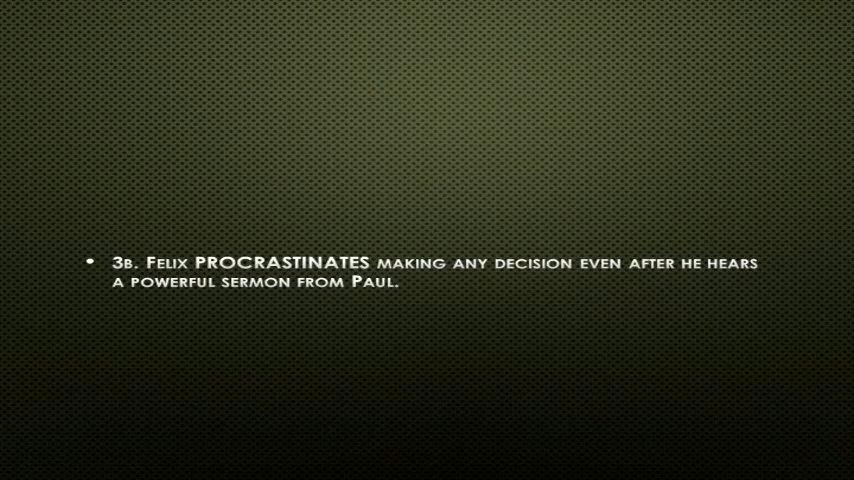 • 3b. Felix PROCRASTINATES making any decision even after he hears
a powerful sermon from Paul.